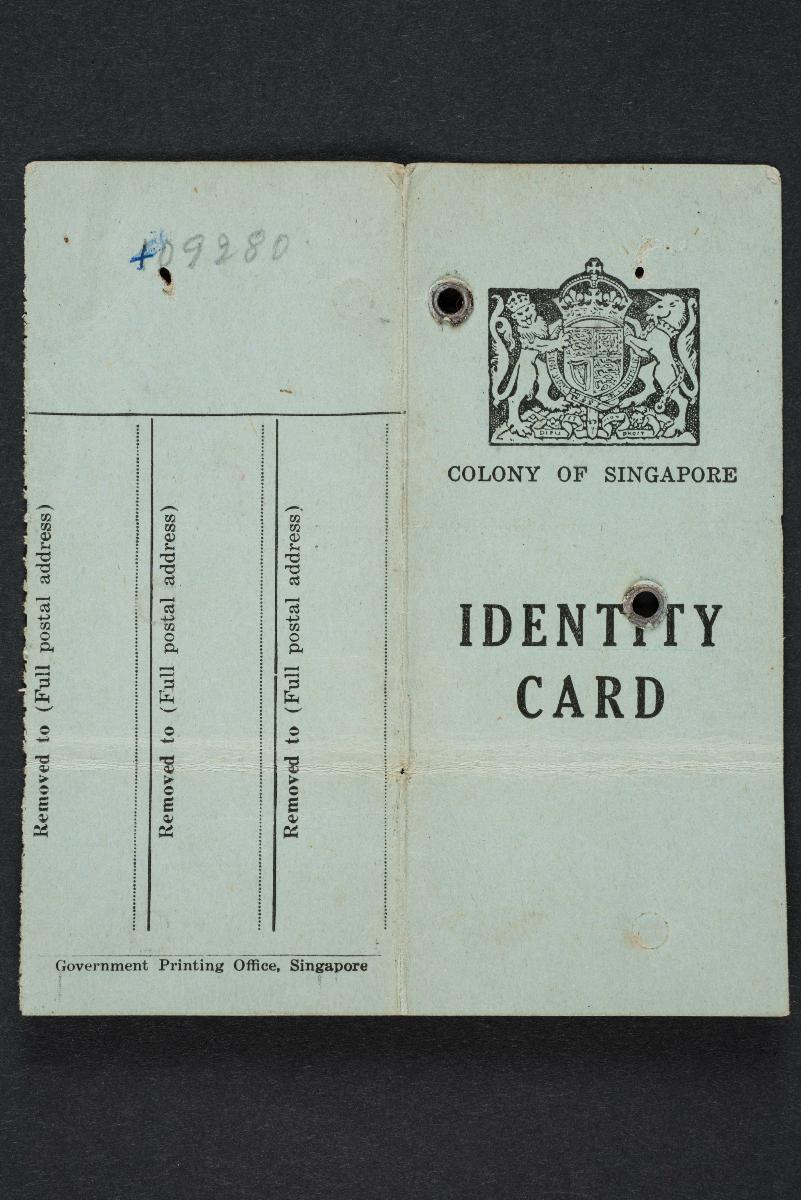 409280
Removed to (Full postal address)
Removed to (Full postal address)
Removed to (Full postal address)
Government Printing Office, Singapore
COLONY OF SINGAPORE
IDENTITY
CARD